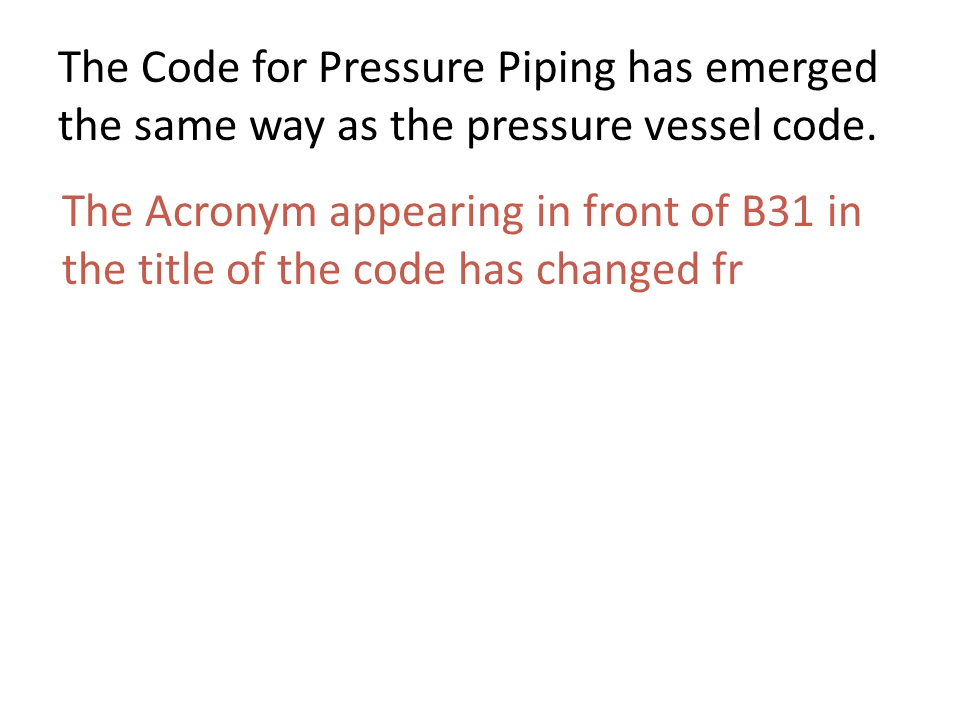 The Code for Pressure Piping has emerged
the same way as the pressure vessel code.
The Acronym appearing in front of B31 in
the title of the code has changed fr